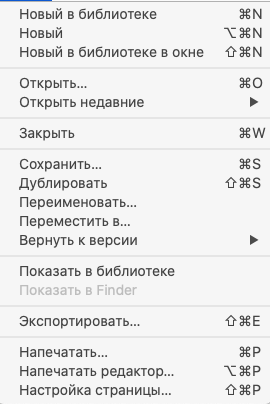 Новый в библиотеке ⌘N
Новый ⌥⌘N
Новый в библиотеке в окне ⇧⌘N
Открыть... ⌘O
Открыть недавние ▶
Закрыть ⌘W
Сохранить... ⌘S
Дублировать ⇧⌘S
Переименовать...
Переместить в...
Вернуть к версии ▶
Показать в библиотеке
Показать в Finder
Экспортировать... ⇧⌘E
Напечатать... ⌘P
Напечатать редактор... ⌥⌘P
Настройка страницы... ⇧⌘P